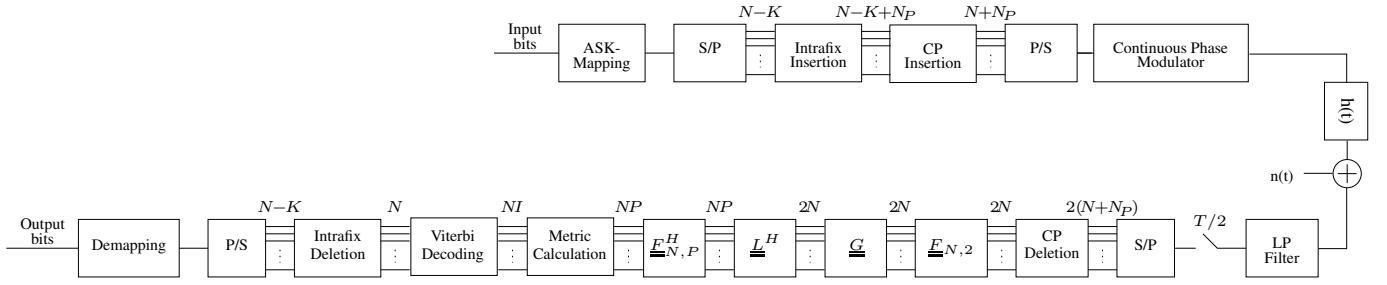 N−K
N−K+N_P
N+N_P
Input
bits
ASK-
Mapping
S/P
Intrafix
Insertion
CP
Insertion
P/S
Continuous Phase
Modulator
h(t)
n(t)
N−K
N
NI
NP
NP
2N
2N
2N
2(N+N_P)
T/2
Output
bits
Demapping
P/S
Intrafix
Deletion
Viterbi
Decoding
Metric
Calculation
F^H_{N,P}
L^H
G
F_{N,2}
CP
Deletion
S/P
LP
Filter